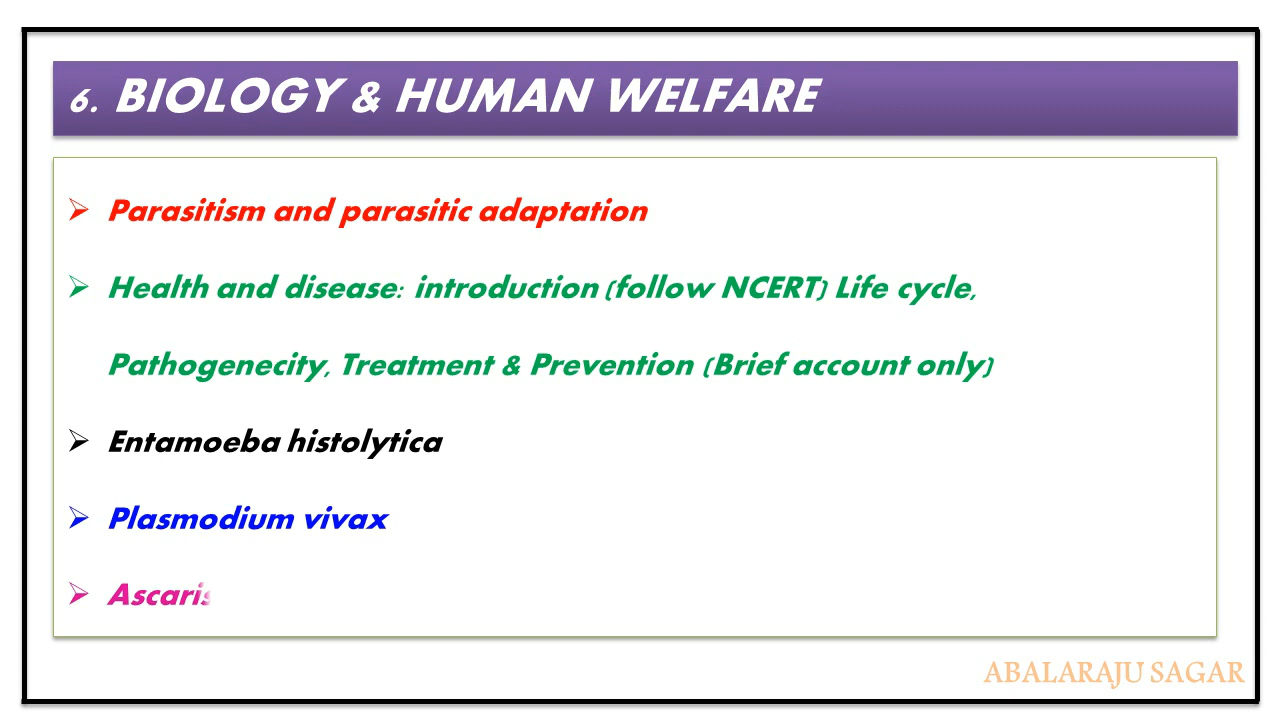 6. BIOLOGY & HUMAN WELFARE
Parasitism and parasitic adaptation
Health and disease: introduction (follow NCERT) Life cycle,
Pathogenecity, Treatment & Prevention (Brief account only)
Entamoeba histolytica
Plasmodium vivax
Ascaris
ABALARAJU SAGAR